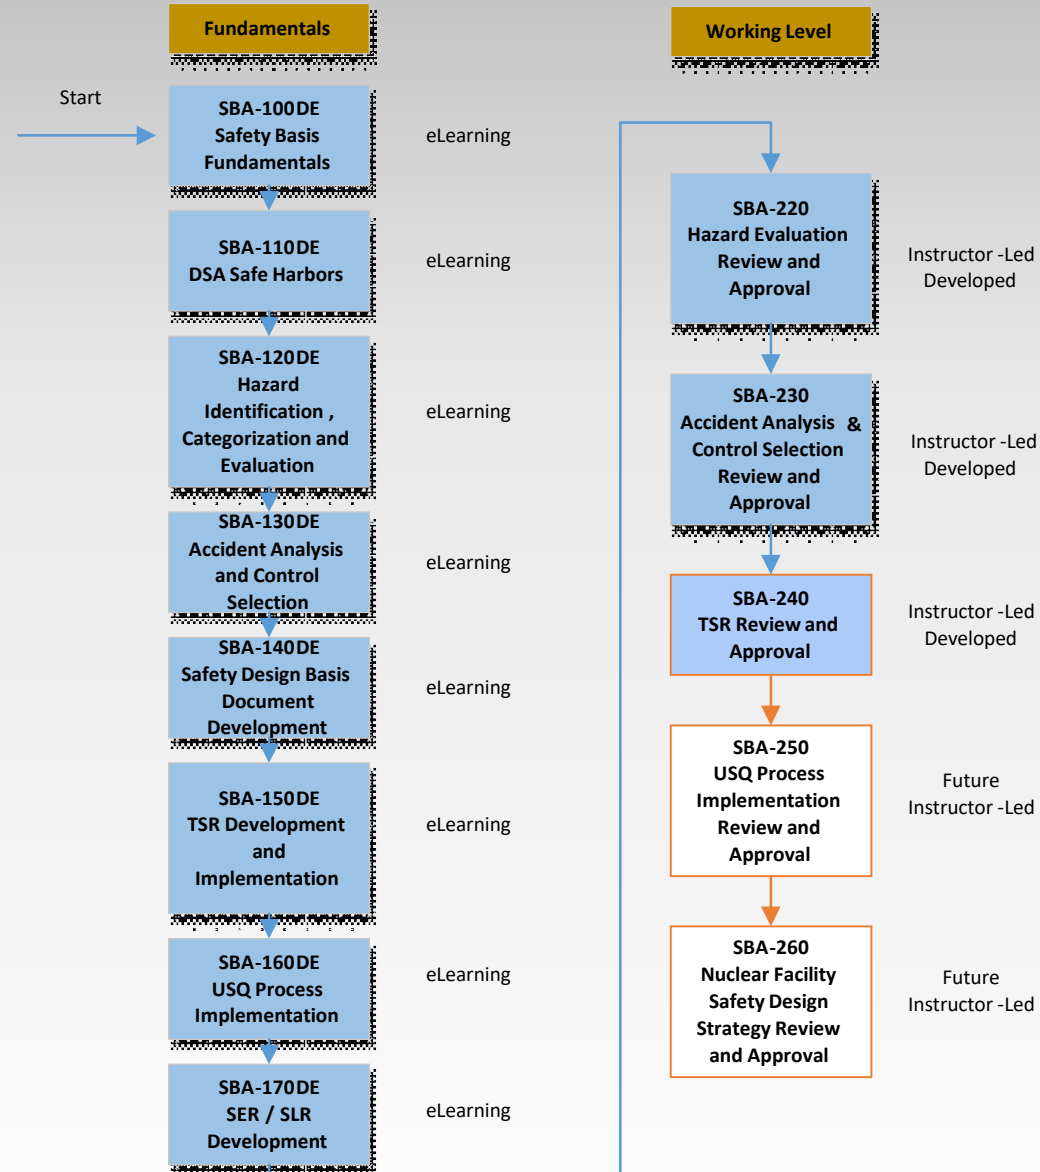 Fundamentals
Start
SBA-100DE
Safety Basis
Fundamentals
eLearning
SBA-110DE
DSA Safe Harbors
eLearning
SBA-120DE
Hazard
Identification ,
Categorization and
Evaluation
eLearning
SBA-130DE
Accident Analysis
and Control
Selection
eLearning
SBA-140DE
Safety Design Basis
Document
Development
eLearning
SBA-150DE
TSR Development
and
Implementation
eLearning
SBA-160DE
USQ Process
Implementation
eLearning
SBA-170DE
SER / SLR
Development
eLearning
Working Level
SBA-220
Hazard Evaluation
Review and
Approval
Instructor -Led
Developed
SBA-230
Accident Analysis &
Control Selection
Review and
Approval
Instructor -Led
Developed
SBA-240
TSR Review and
Approval
Instructor -Led
Developed
SBA-250
USQ Process
Implementation
Review and
Approval
Future
Instructor -Led
SBA-260
Nuclear Facility
Safety Design
Strategy Review
and Approval
Future
Instructor -Led